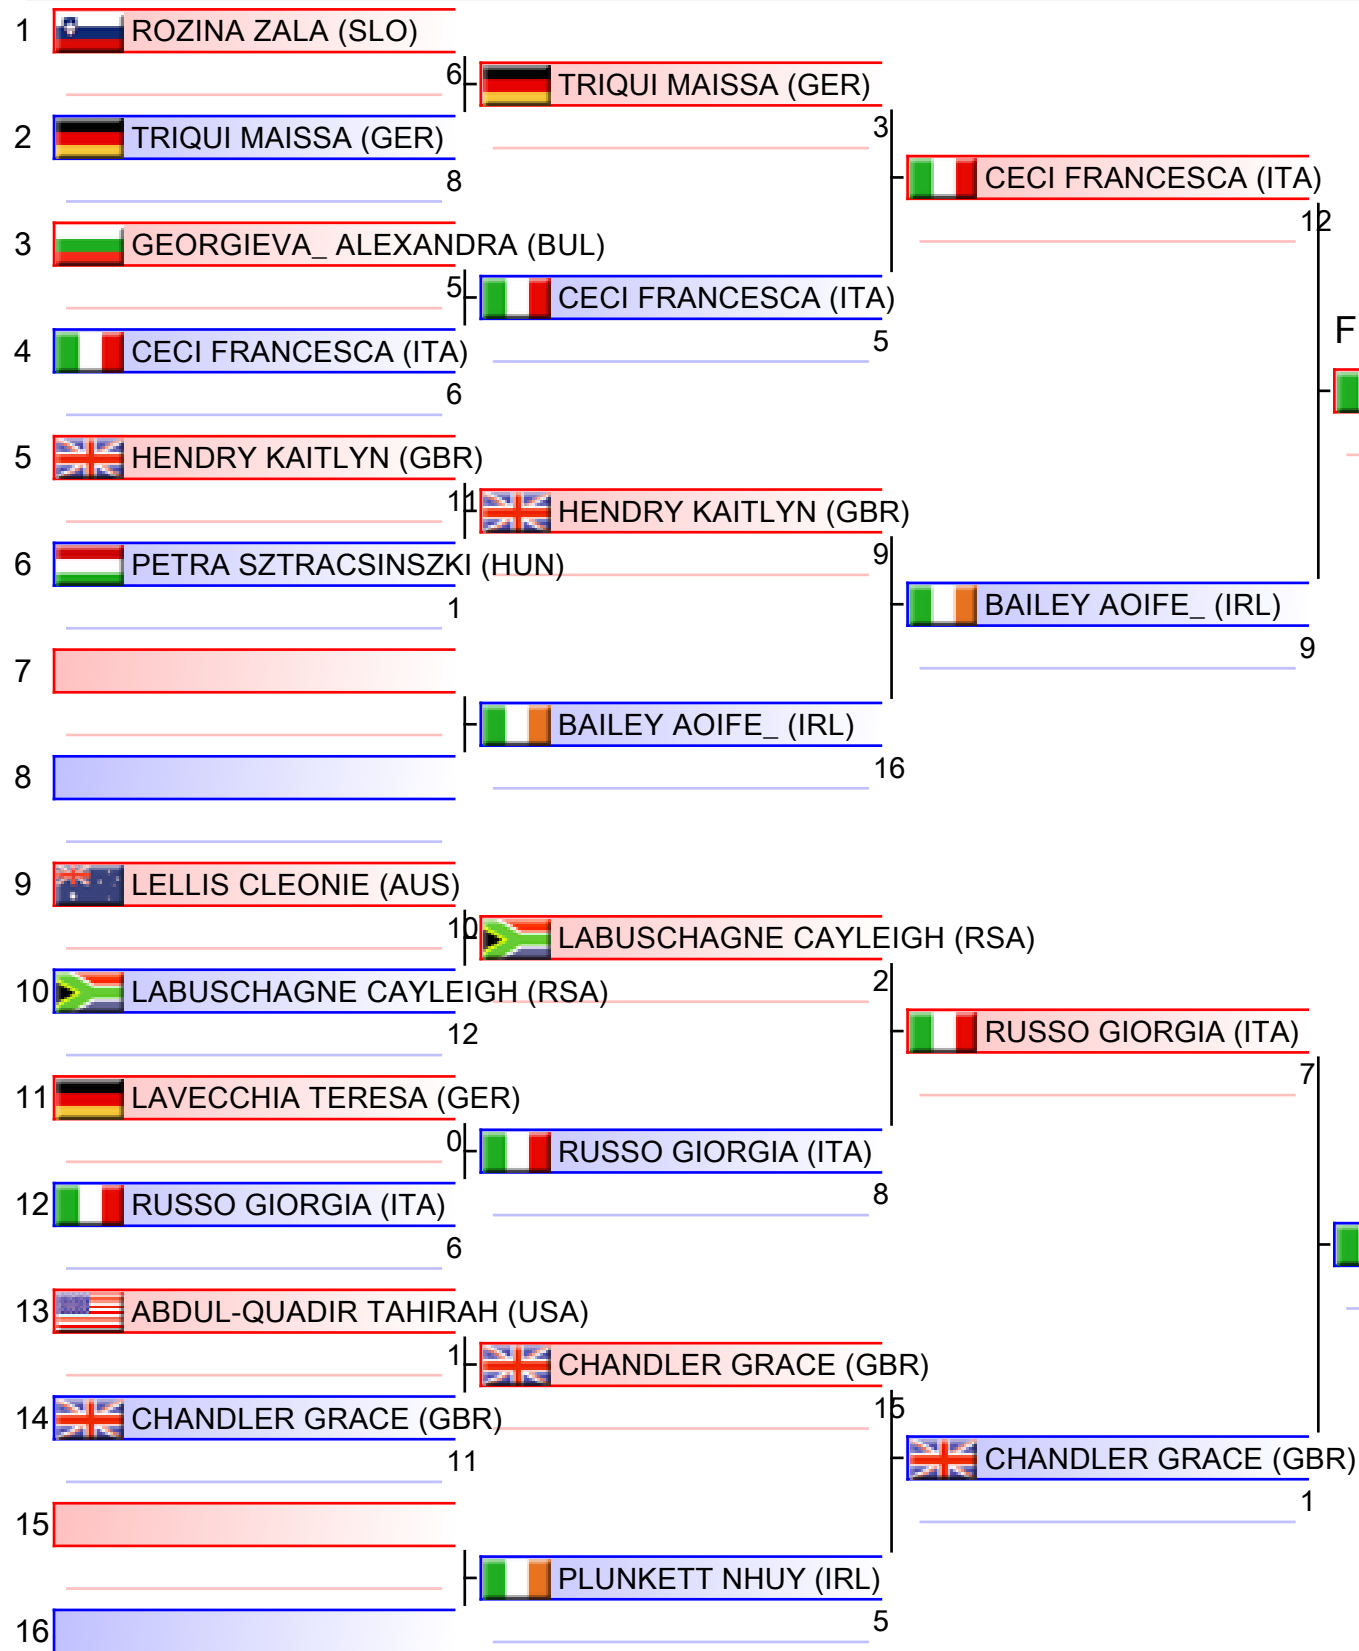 1 ROZINA ZALA (SLO)
6 TRIQUI MAISSA (GER)
2 TRIQUI MAISSA (GER)
3
8
CECI FRANCESCA (ITA)
12
3 GEORGIEVA_ ALEXANDRA (BUL)
5 CECI FRANCESCA (ITA)
4 CECI FRANCESCA (ITA)
5
F
6
5 HENDRY KAITLYN (GBR)
11 HENDRY KAITLYN (GBR)
6 PETRA SZTRACSINSZKI (HUN)
9
1
BAILEY AOIFE_ (IRL)
9
7
BAILEY AOIFE_ (IRL)
16
8
9 LELLIS CLEONIE (AUS)
10 LABUSCHAGNE CAYLEIGH (RSA)
10 LABUSCHAGNE CAYLEIGH (RSA)
2
12
RUSSO GIORGIA (ITA)
7
11 LAVECCHIA TERESA (GER)
0 RUSSO GIORGIA (ITA)
12 RUSSO GIORGIA (ITA)
8
6
13 ABDUL-QUADIR TAHIRAH (USA)
1 CHANDLER GRACE (GBR)
14 CHANDLER GRACE (GBR)
15
11
CHANDLER GRACE (GBR)
1
15
PLUNKETT NHUY (IRL)
5
16